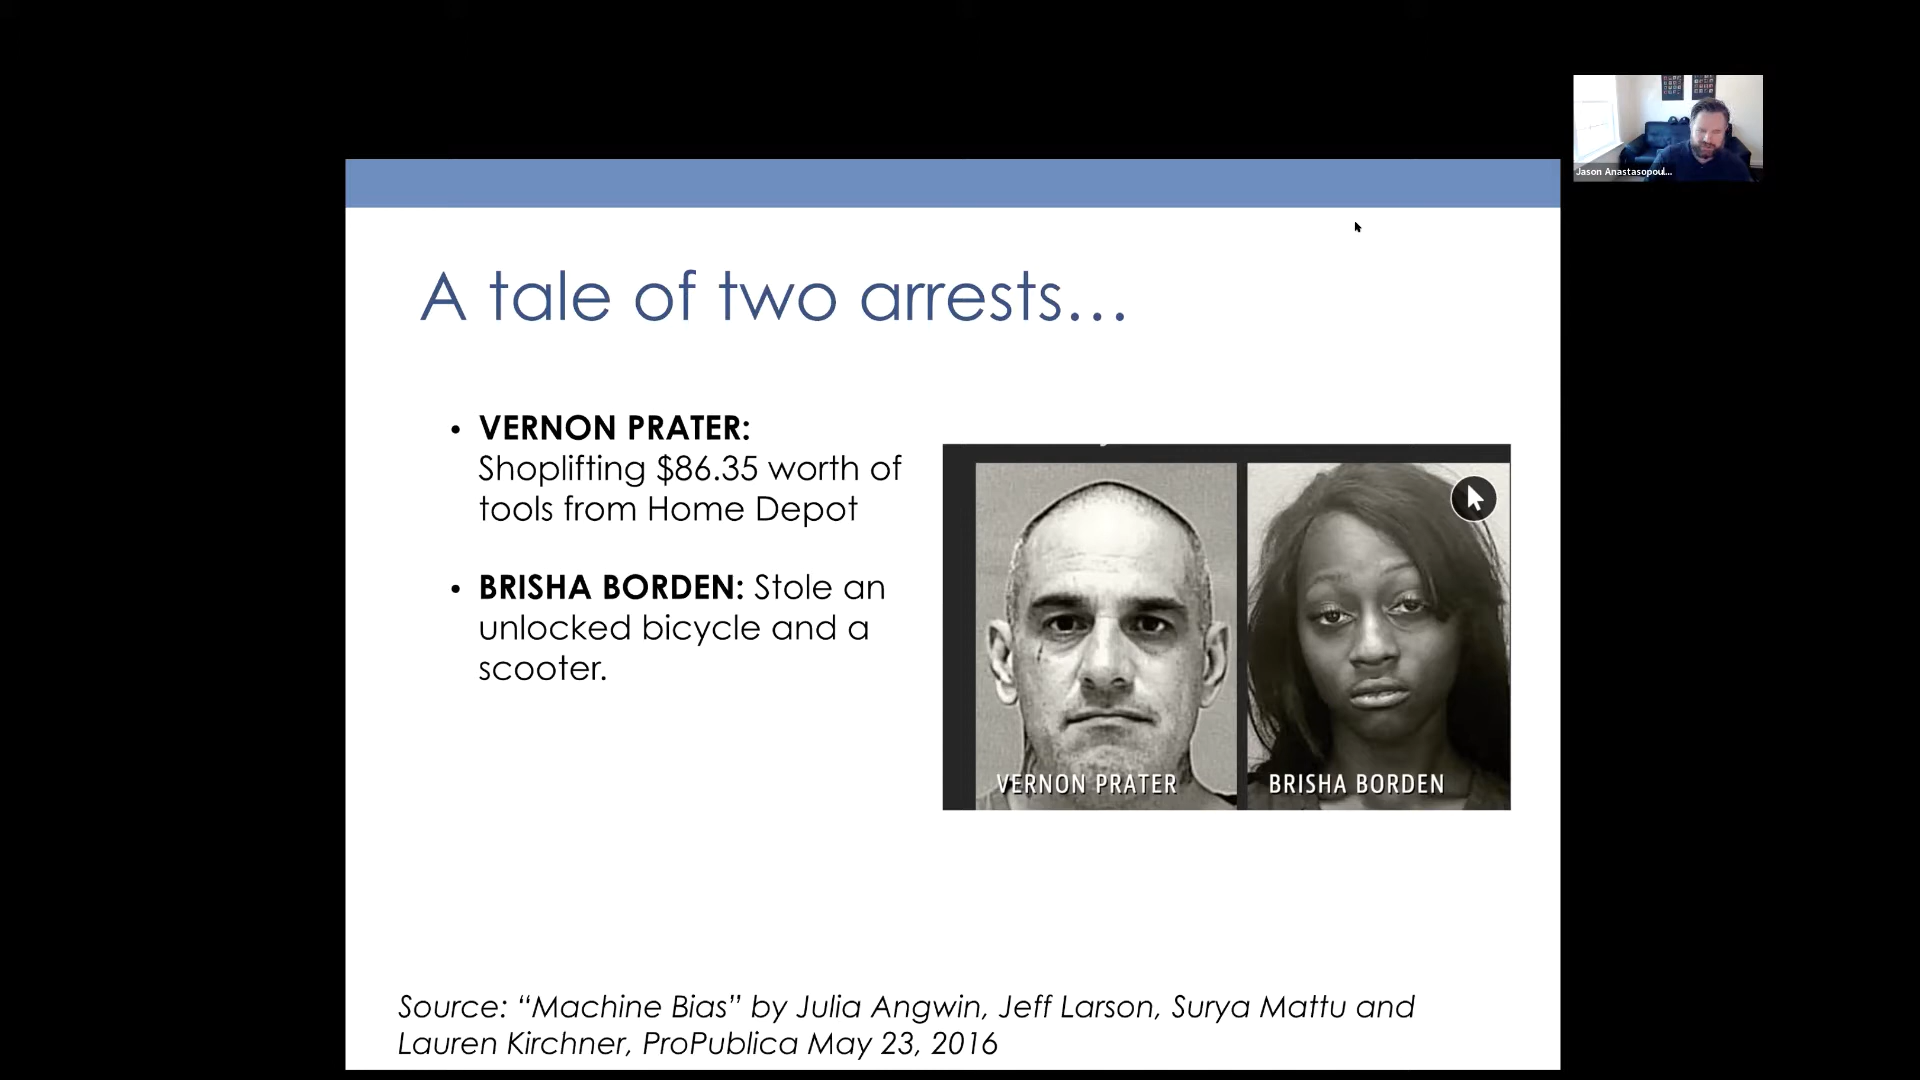 Jason Anastasopoul...
A tale of two arrests...
• VERNON PRATER:
Shoplifting $86.35 worth of
tools from Home Depot
• BRISHA BORDEN: Stole an
unlocked bicycle and a
scooter.
VERNON PRATER
BRISHA BORDEN
Source: “Machine Bias” by Julia Angwin, Jeff Larson, Surya Mattu and
Lauren Kirchner, ProPublica May 23, 2016